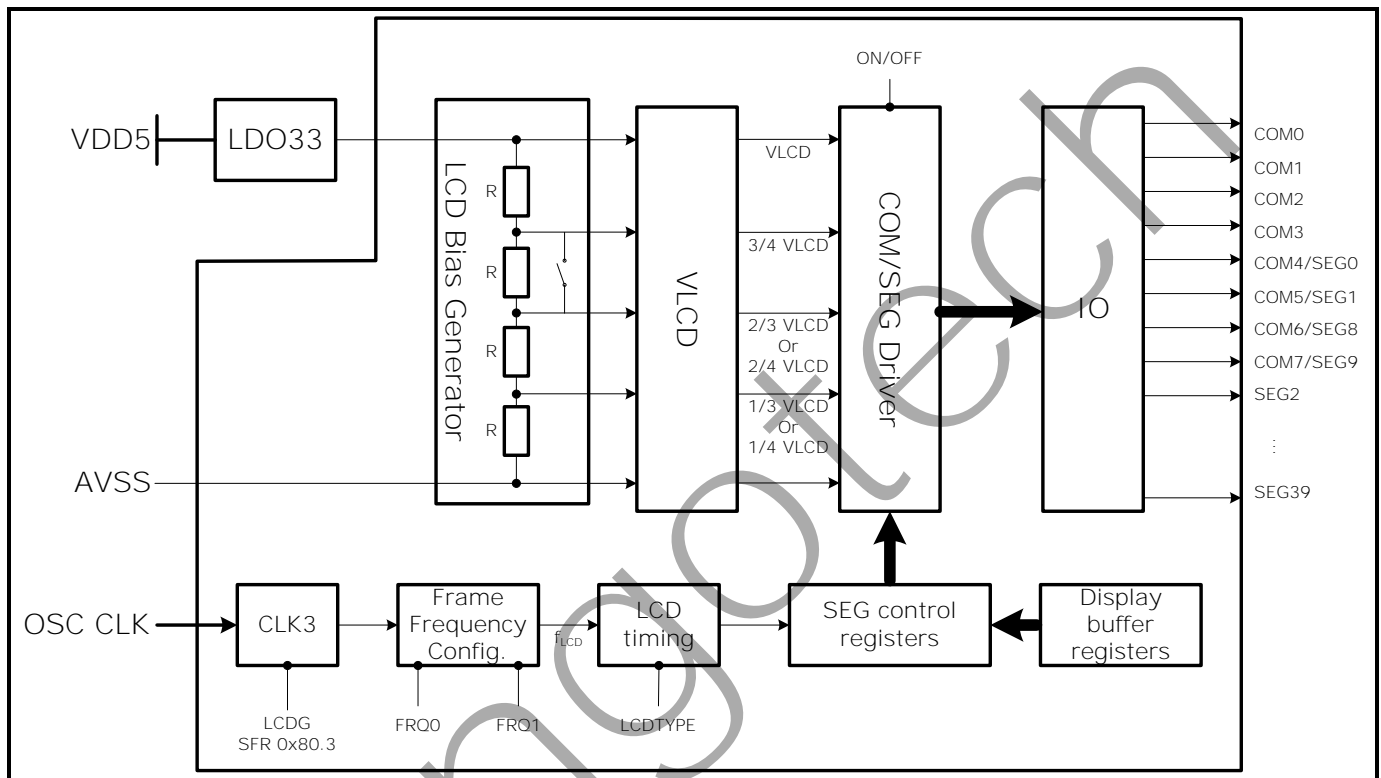 ON/OFF
VDD5
LDO33
LCD Bias Generator
R
R
R
R
VLCD
VLCD
3/4 VLCD
2/3 VLCD
Or
2/4 VLCD
1/3 VLCD
Or
1/4 VLCD
COM/SEG Driver
IO
COM0
COM1
COM2
COM3
COM4/SEG0
COM5/SEG1
COM6/SEG8
COM7/SEG9
SEG2
⋮
SEG39
AVSS
OSC CLK
CLK3
Frame
Frequency
Config.
fLCD
LCD
timing
SEG control
registers
Display
buffer
registers
LCDG
SFR 0x80.3
FRQ0
FRQ1
LCDTYPE
ngotech